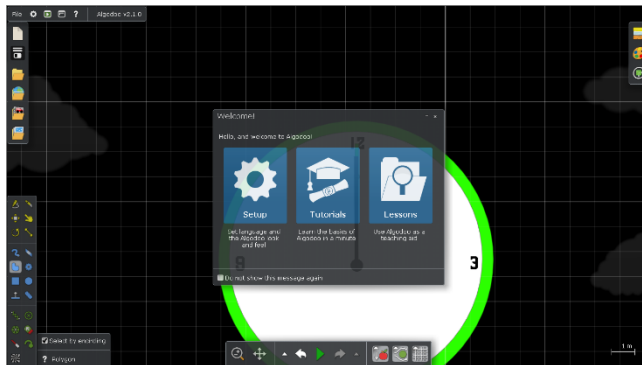 File ? Algodoo v2.1.0
Welcome!
Hello, and welcome to Algodoo!
12
Setup
Tutorials
Lessons
Set language and
the Algodoo look
and feel
Learn the basics of
Algodoo in a minute
Use Algodoo as a
teaching aid
3
Do not show this message again
Select by encircling
? Polygon
1 m